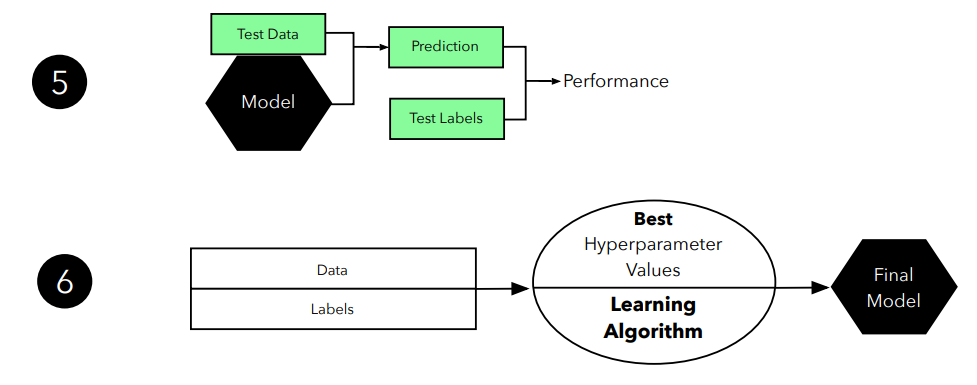 5
Test Data
Model
Prediction
Test Labels
Performance
6
Data
Labels
Best
Hyperparameter
Values
Learning
Algorithm
Final
Model